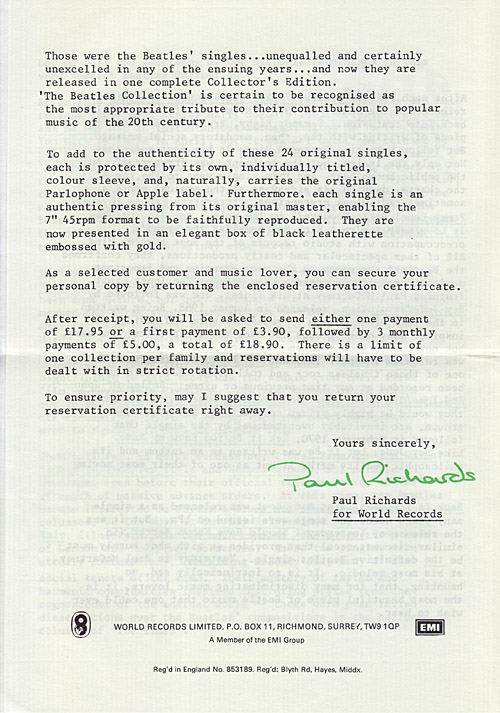 Those were the Beatles' singles...unequalled and certainly
unexcelled in any of the ensuing years...and now they are
released in one complete Collector's Edition.
'The Beatles Collection' is certain to be recognised as
the most appropriate tribute to their contribution to popular
music of the 20th century.
To add to the authenticity of these 24 original singles,
each is protected by its own, individually titled,
colour sleeve, and, naturally, carries the original
Parlophone or Apple label. Furthermore, each single is an
authentic pressing from its original master, enabling the
7" 45rpm format to be faithfully reproduced. They are
now presented in an elegant box of black leatherette
embossed with gold.
As a selected customer and music lover, you can secure your
personal copy by returning the enclosed reservation certificate.
After receipt, you will be asked to send either one payment
of £17.95 or a first payment of £3.90, followed by 3 monthly
payments of £5.00, a total of £18.90. There is a limit of
one collection per family and reservations will have to be
dealt with in strict rotation.
To ensure priority, may I suggest that you return your
reservation certificate right away.
Yours sincerely,
Paul Richards
Paul Richards
for World Records
WORLD RECORDS LIMITED. P.O. BOX 11, RICHMOND, SURREY, TW9 1QP
EMI
A Member of the EMI Group
Reg'd in England No. 853189. Reg'd: Blyth Rd, Hayes, Middx.